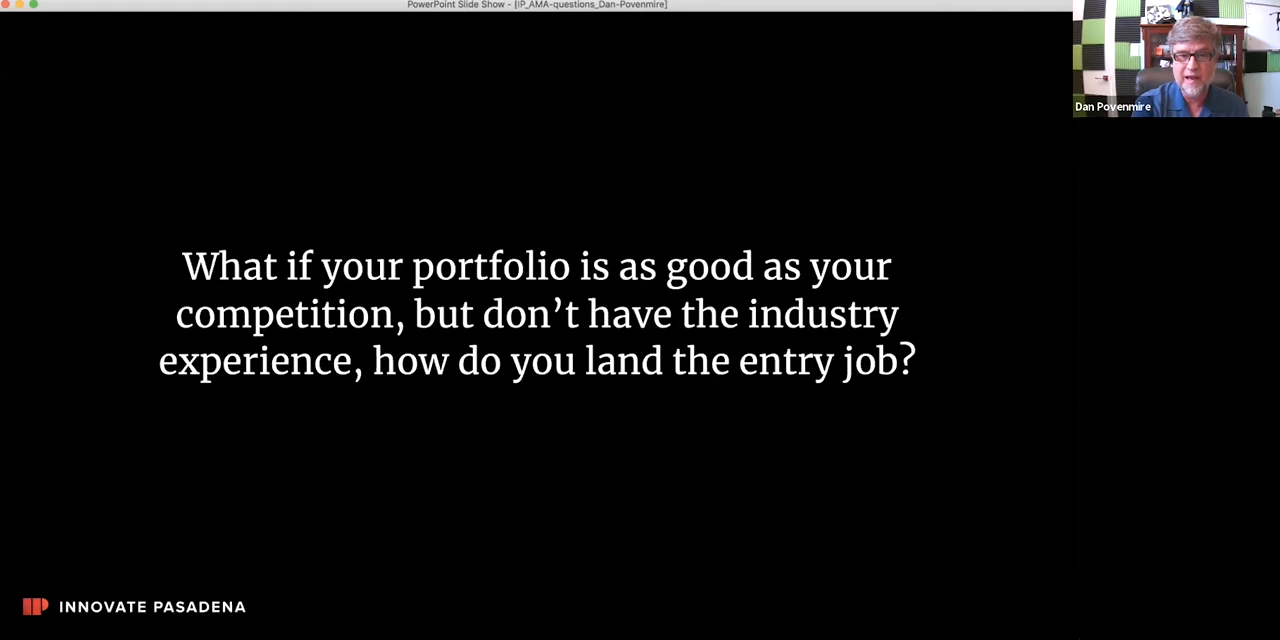 PowerPoint Slide Show - [IP_AMA-questions_Dan-Povenmire]
Dan Povenmire
What if your portfolio is as good as your
competition, but don’t have the industry
experience, how do you land the entry job?
IP INNOVATE PASADENA